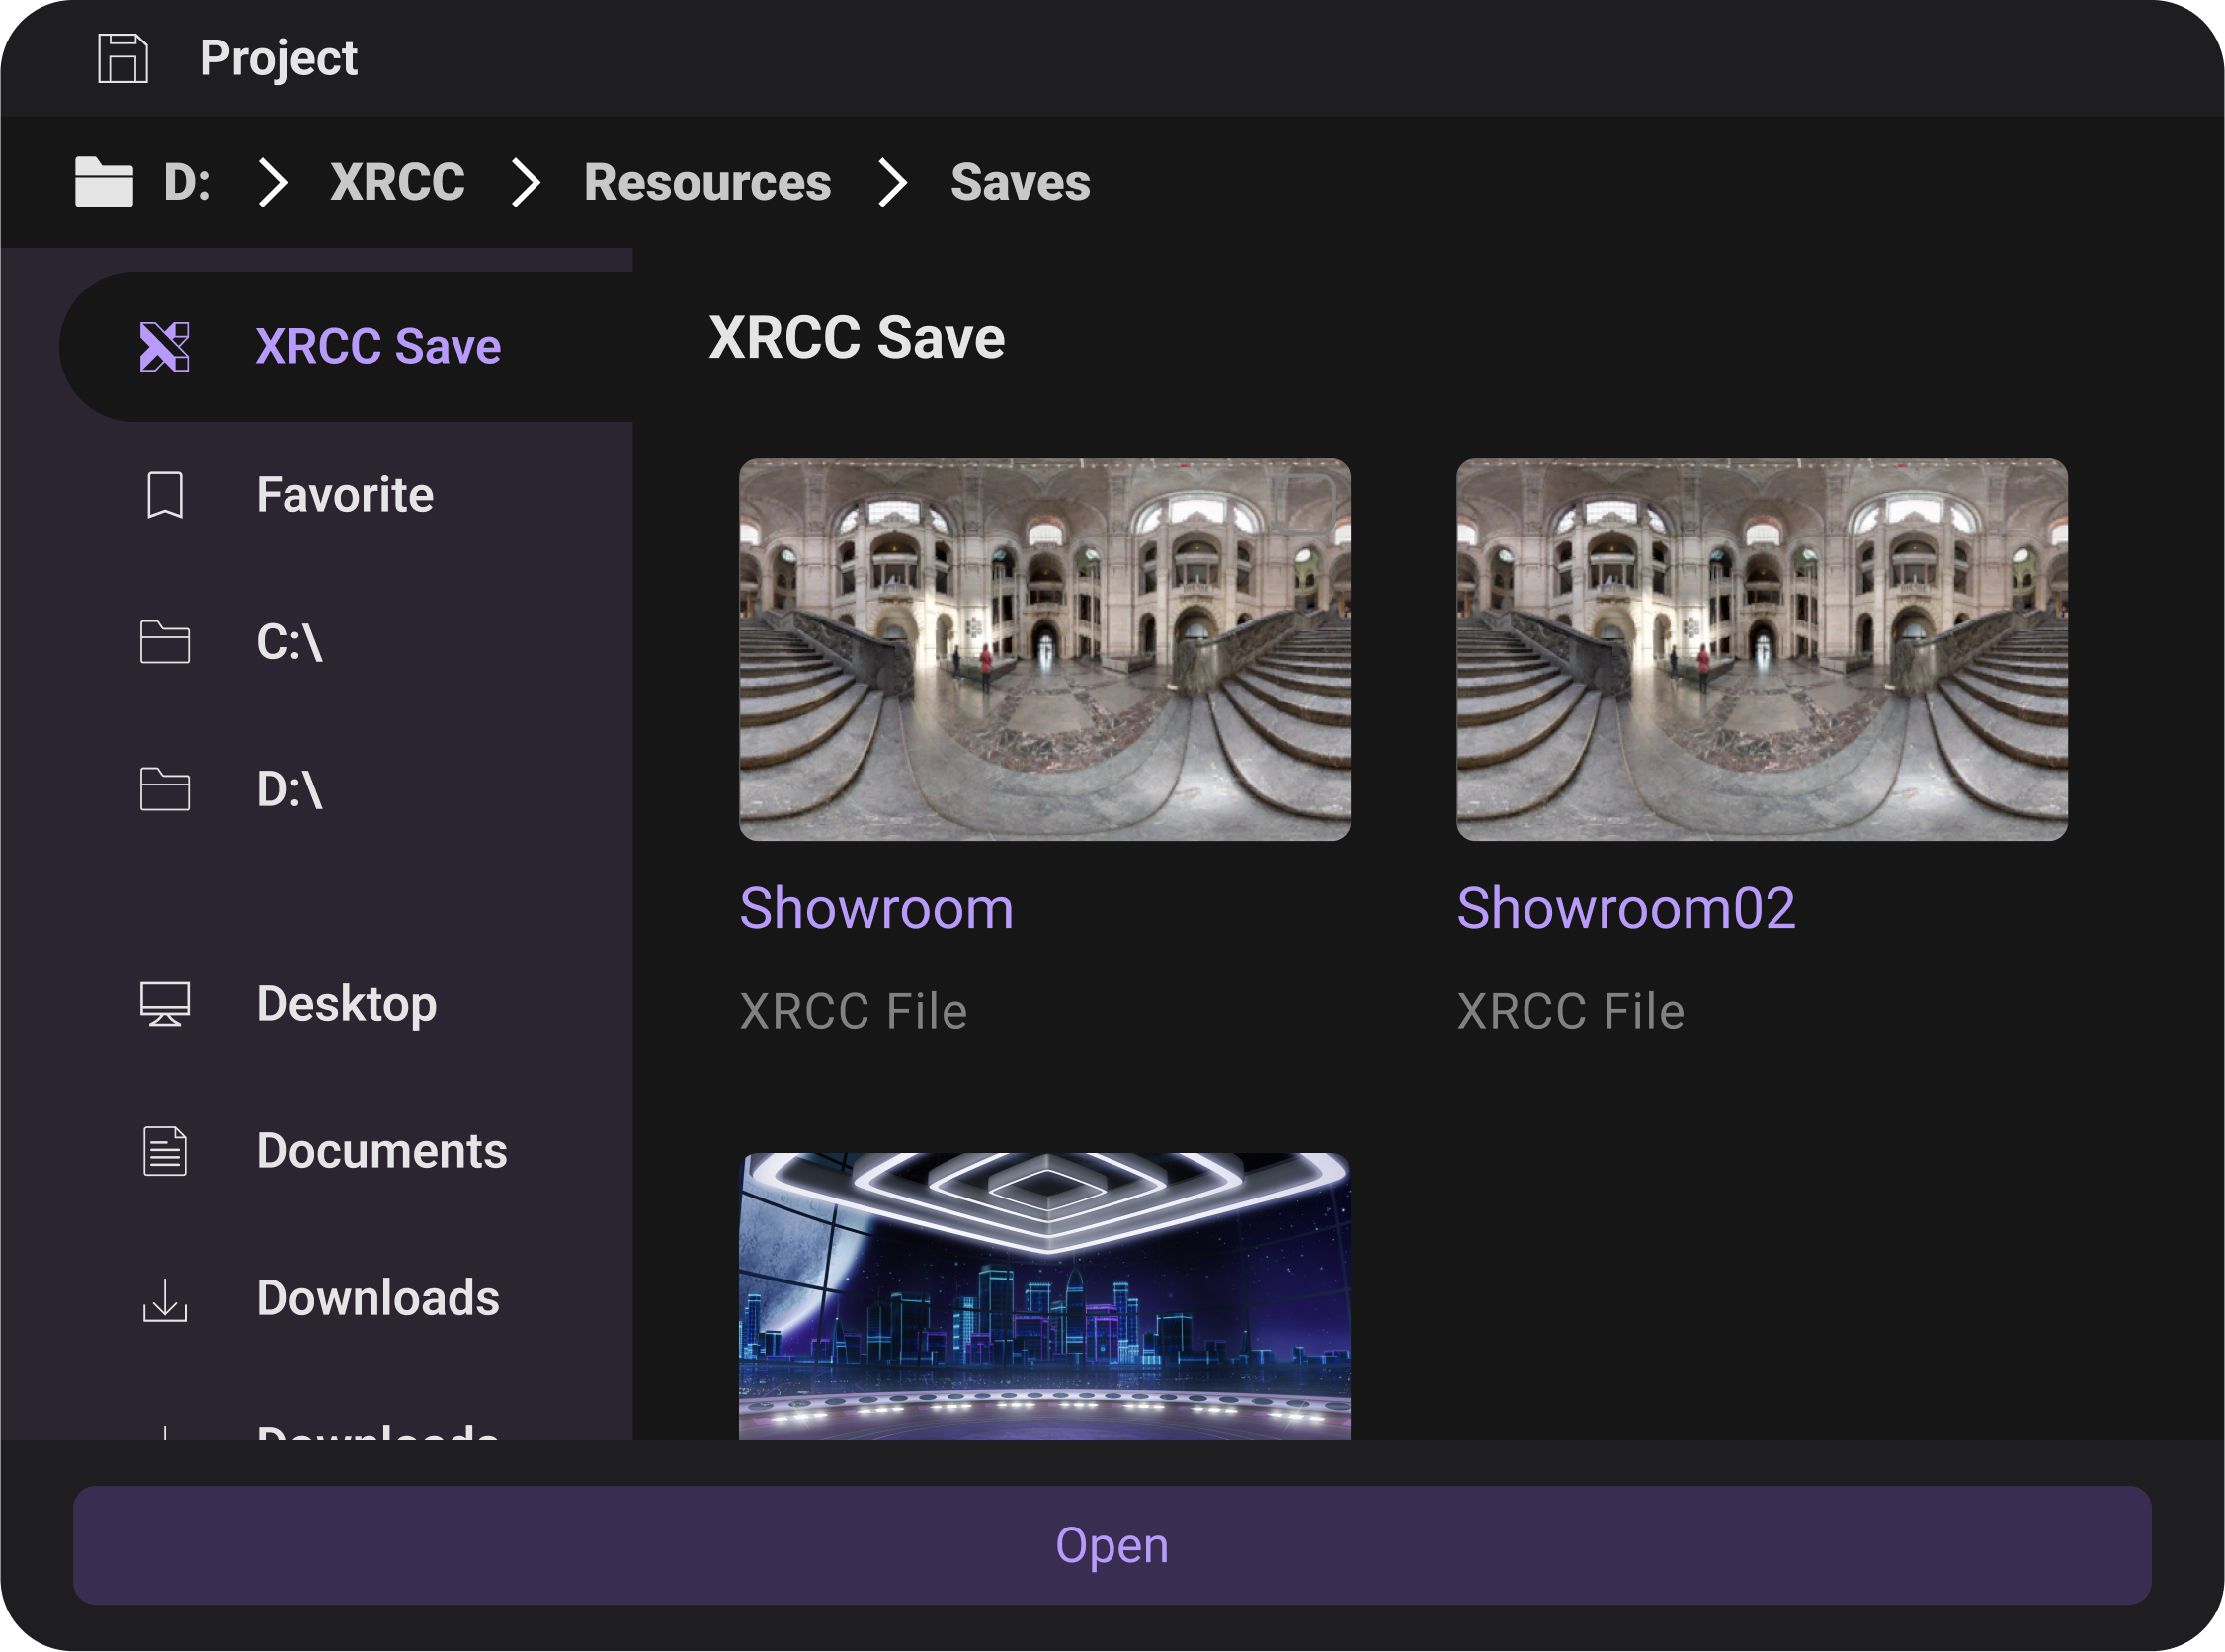 Project
D: XRCC Resources Saves
XRCC Save
Favorite
C:\
D:\
Desktop
Documents
Downloads
Downloads
XRCC Save
Showroom
XRCC File
Showroom02
XRCC File
Open